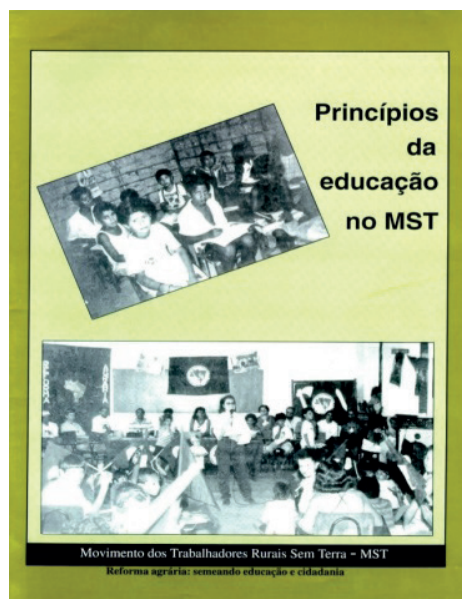 Princípios
da
educação
no MST
Movimento dos Trabalhadores Rurais Sem Terra - MST
Reforma agrária: semeando educação e cidadania